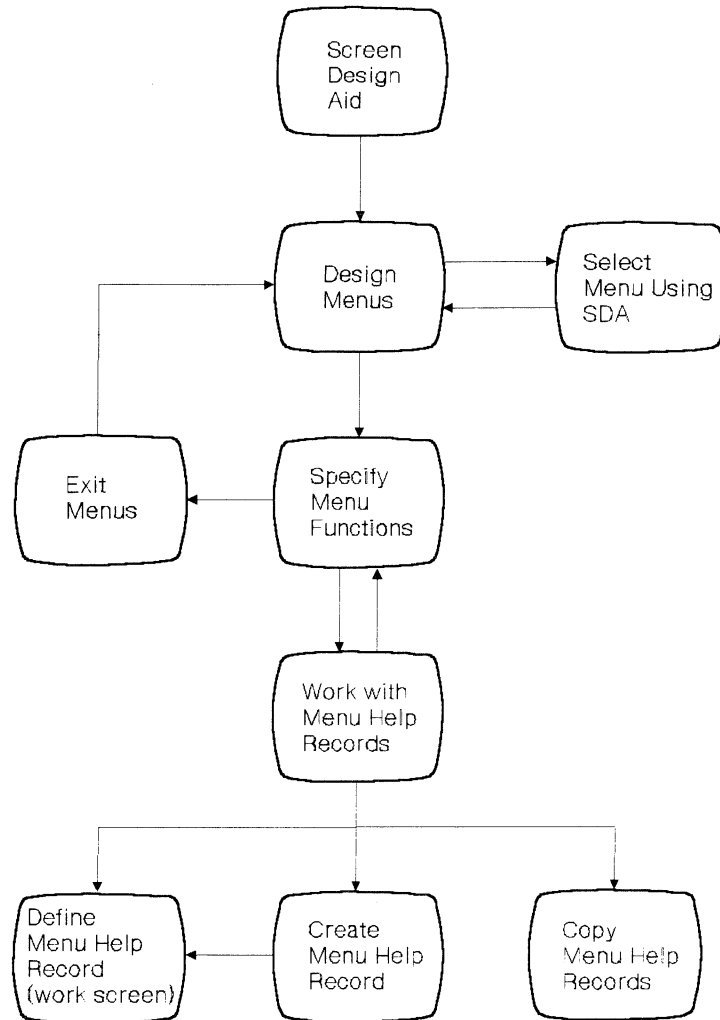 Screen
Design
Aid
Design
Menus
Select
Menu Using
SDA
Exit
Menus
Specify
Menu
Functions
Work with
Menu Help
Records
Define
Menu Help
Record
(work screen)
Create
Menu Help
Record
Copy
Menu Help
Records